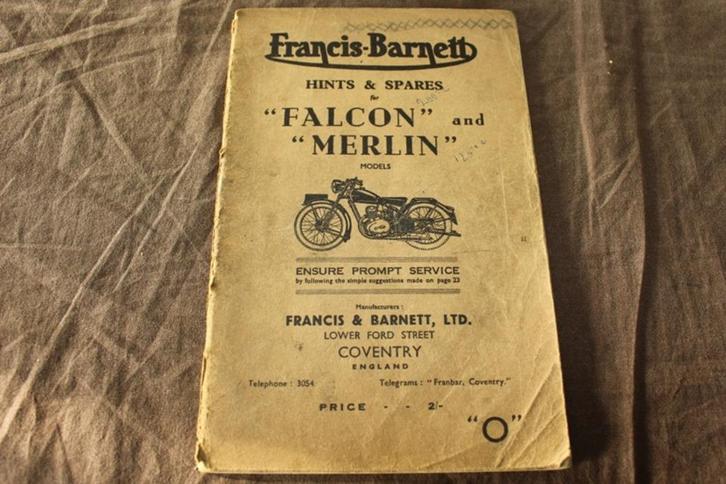 Francis-Barnett
HINTS & SPARES
for
"FALCON" and
"MERLIN"
MODELS
ENSURE PROMPT SERVICE
by following the simple suggestions made on page 23
Manufacturers :
FRANCIS & BARNETT, LTD.
LOWER FORD STREET
COVENTRY
ENGLAND
Telephone : 3054 Telegrams : "Franbar, Coventry."
PRICE - - 2/-
"O"